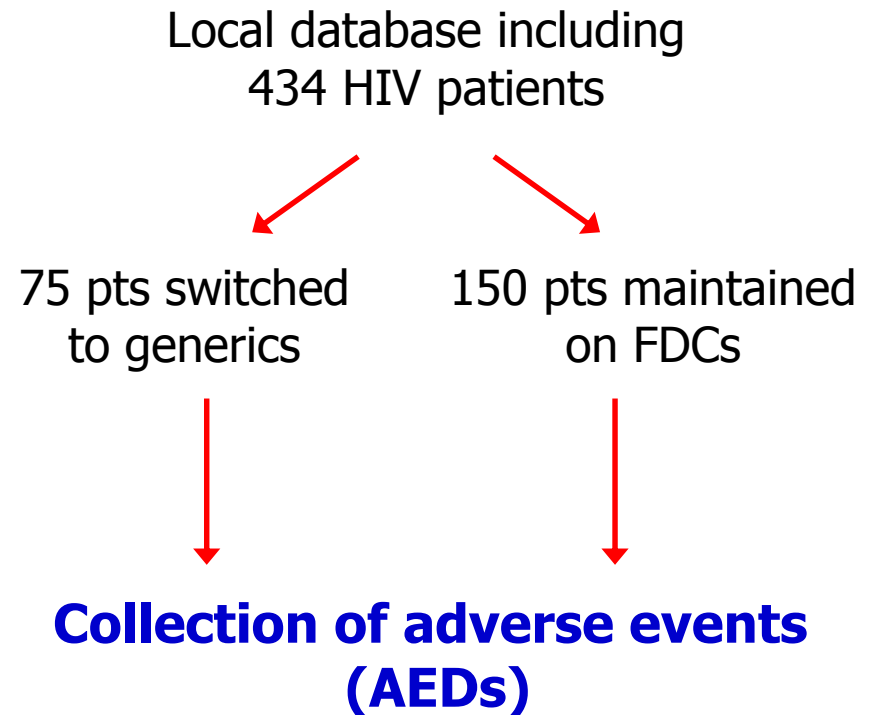 Local database including
434 HIV patients
75 pts switched
to generics
150 pts maintained
on FDCs
Collection of adverse events
(AEDs)